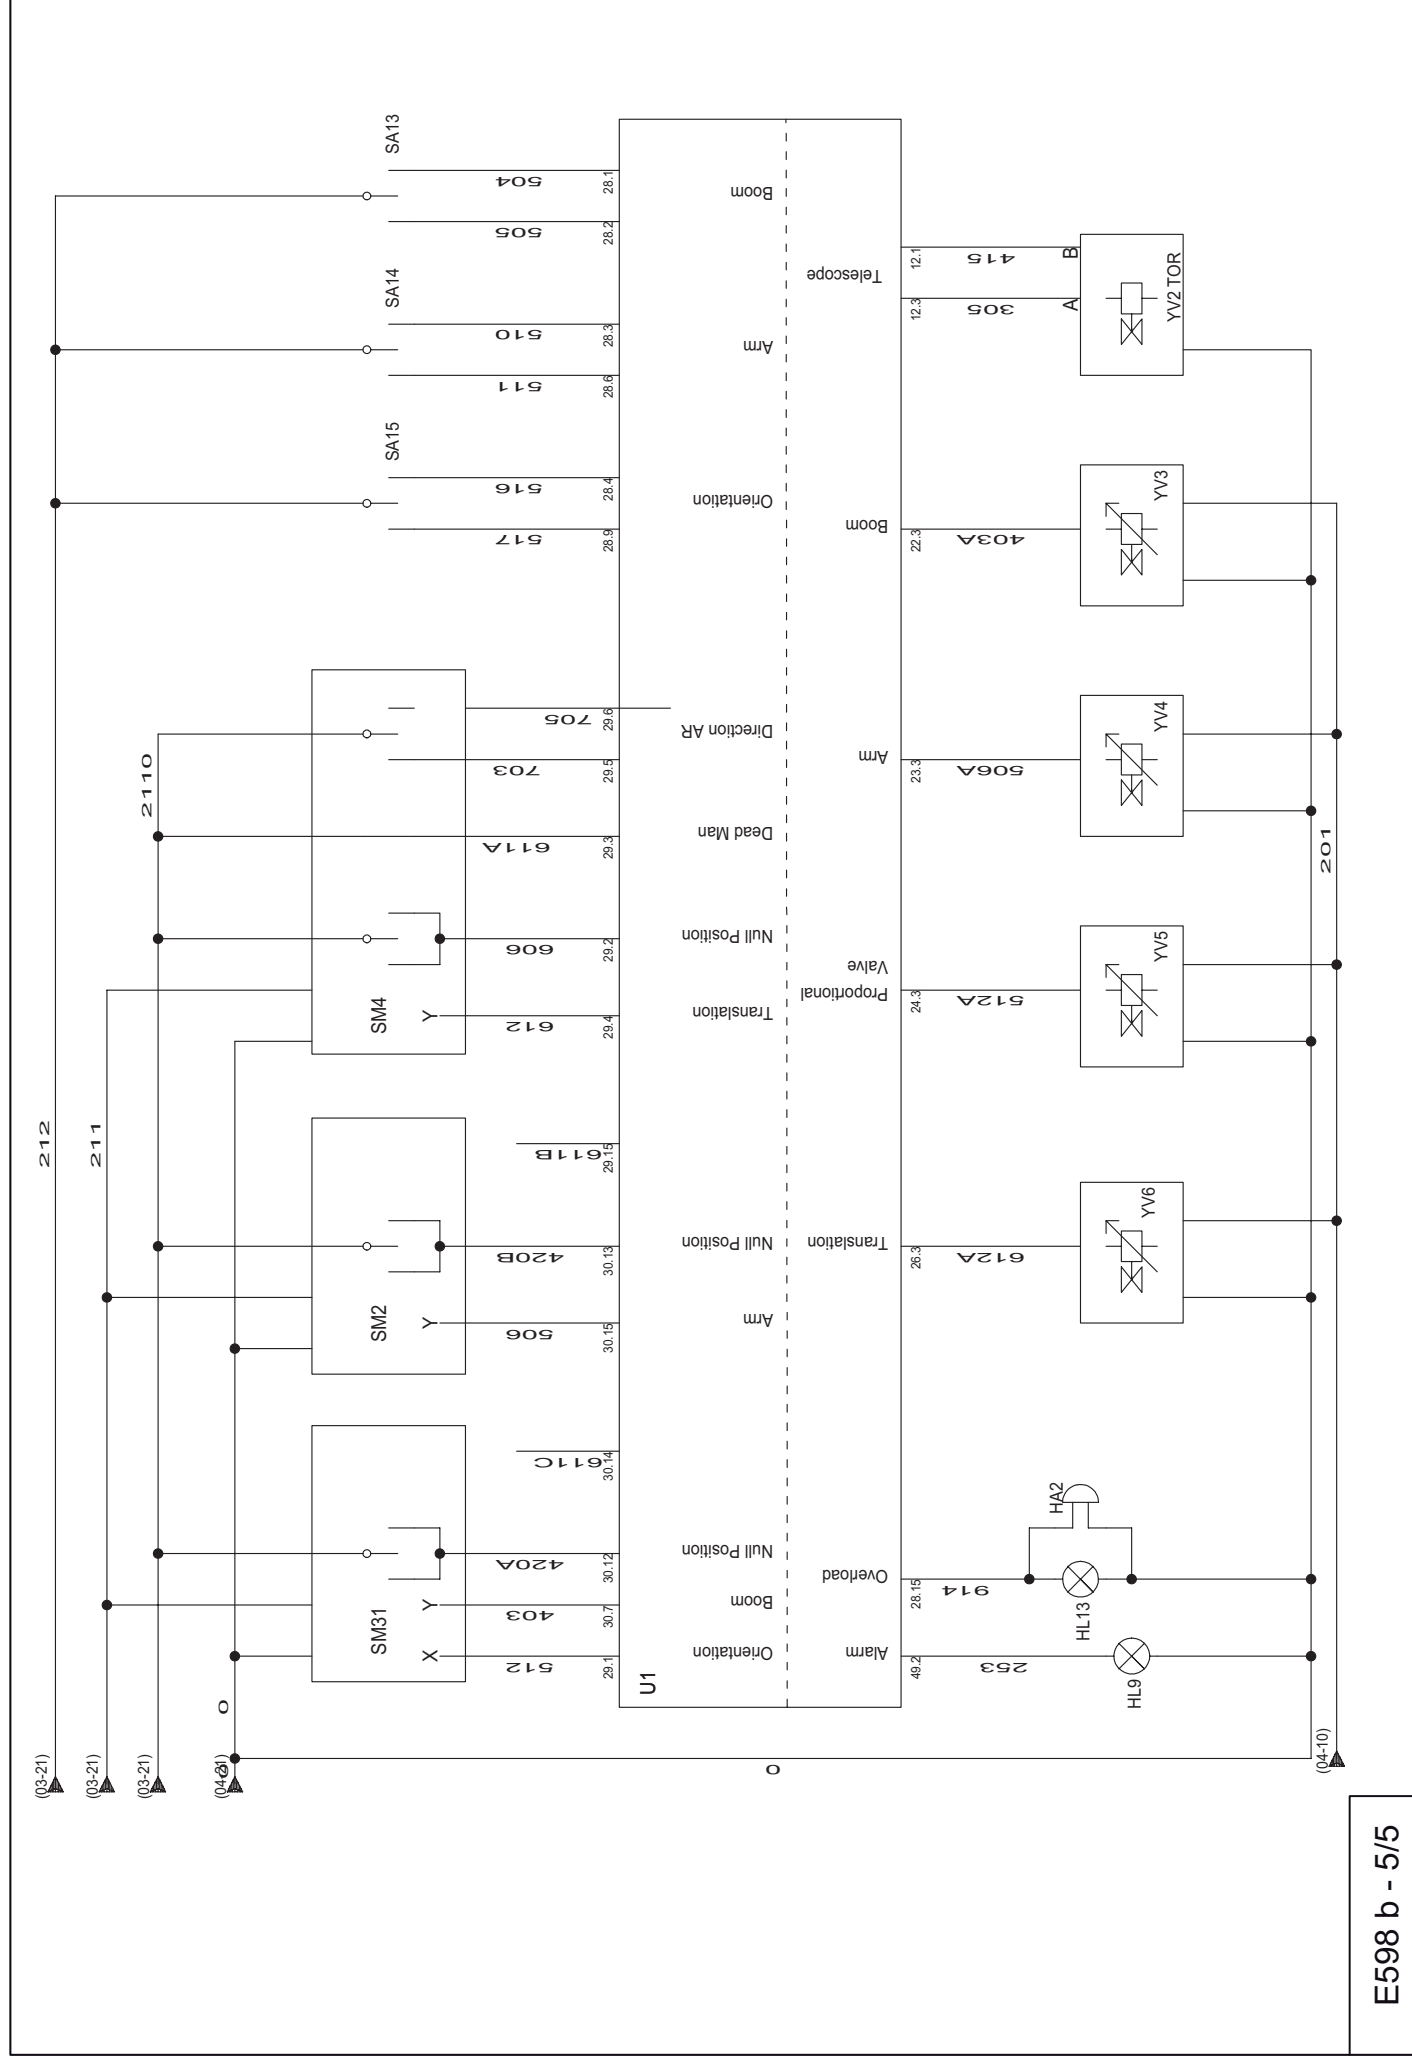 (03-21)
212
(03-21)
211
(03-21)
2110
(04-21)
0
0
0
SM31
X
Y
SM2
Y
SM4
Y
SA15
SA14
SA13
512
403
420A
611C
506
420B
611B
612
606
611A
703
705
517
516
511
510
505
504
29.1
30.7
30.12
30.14
30.15
30.13
29.15
29.4
29.2
29.3
29.5
29.6
28.9
28.4
28.6
28.3
28.2
28.1
U1
Orientation
Boom
Null Position
Arm
Null Position
Translation
Null Position
Dead Man
Direction AR
Orientation
Arm
Boom
Alarm
Overload
Translation
Proportional
Valve
Arm
Boom
Telescope
49.2
28.15
26.3
24.3
23.3
22.3
12.3
12.1
253
914
612A
512A
506A
403A
305
415
A
B
HL9
HL13
HA2
YV6
YV5
YV4
YV3
YV2 TOR
(04-10)
201
E598 b - 5/5